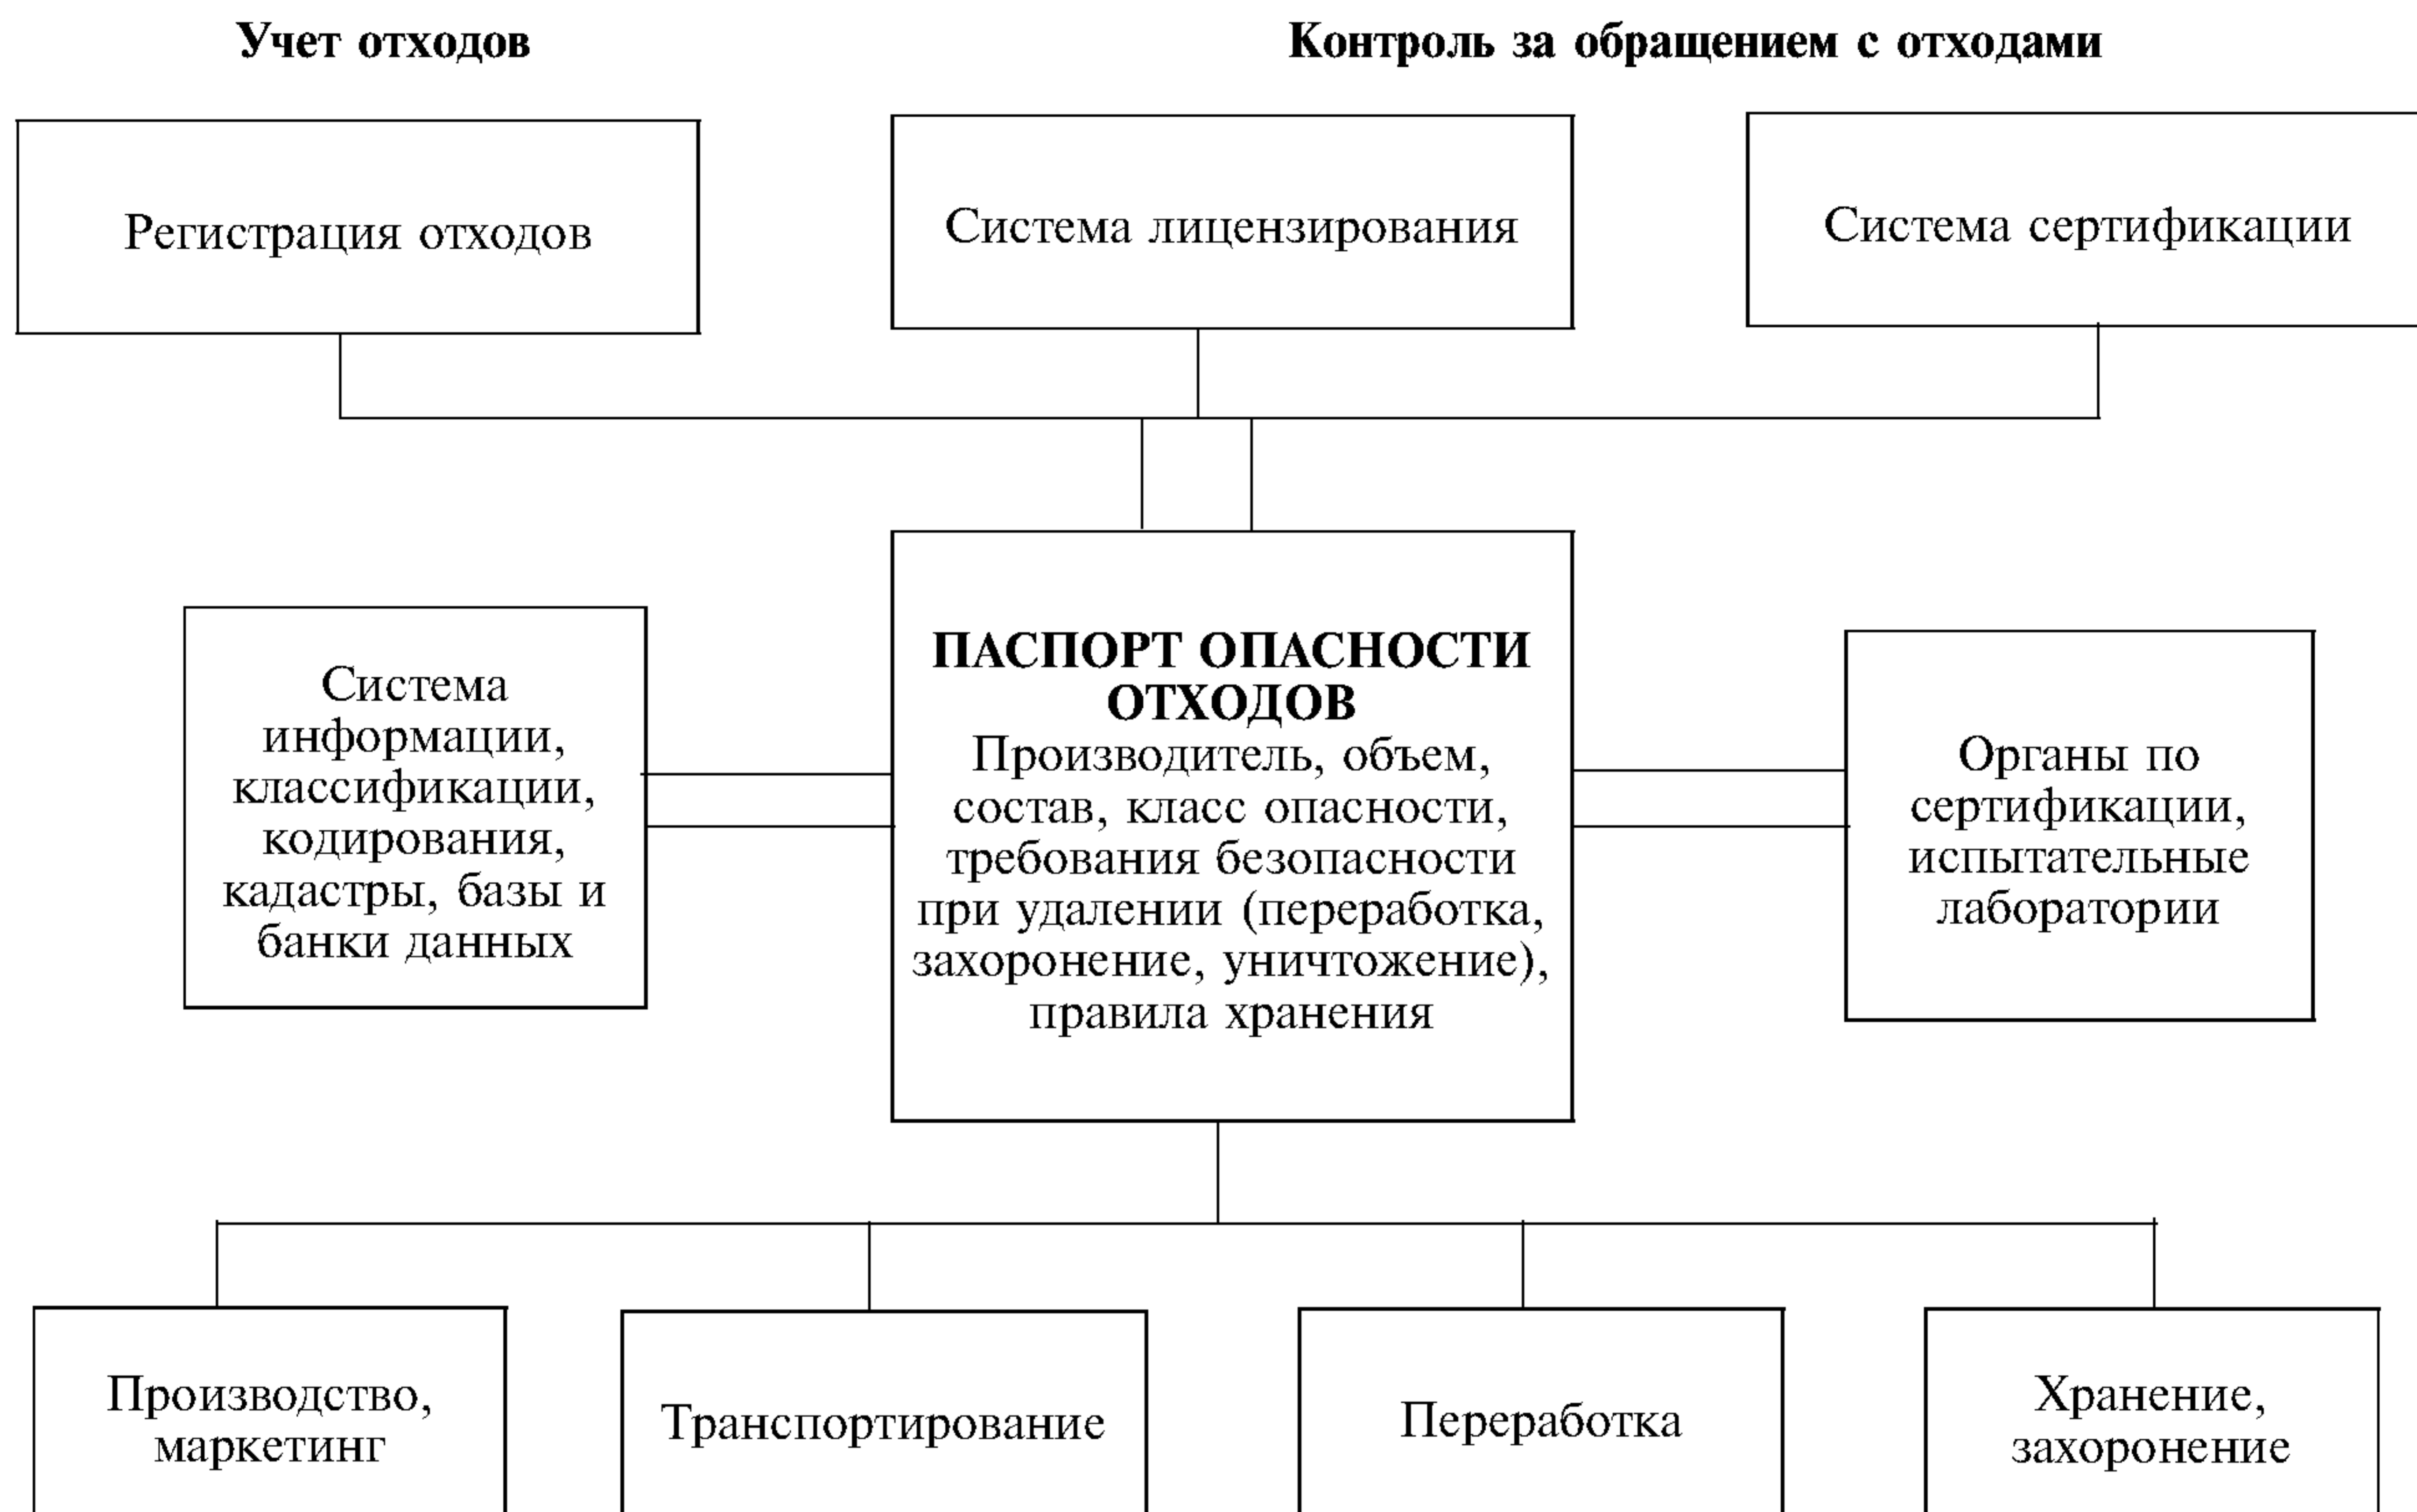 Учет отходов
Контроль за обращением с отходами
Регистрация отходов
Система лицензирования
Система сертификации
Система
информации,
классификации,
кодирования,
кадастры, базы и
банки данных
ПАСПОРТ ОПАСНОСТИ
ОТХОДОВ
Производитель, объем,
состав, класс опасности,
требования безопасности
при удалении (переработка,
захоронение, уничтожение),
правила хранения
Органы по
сертификации,
испытательные
лаборатории
Производство,
маркетинг
Транспортирование
Переработка
Хранение,
захоронение